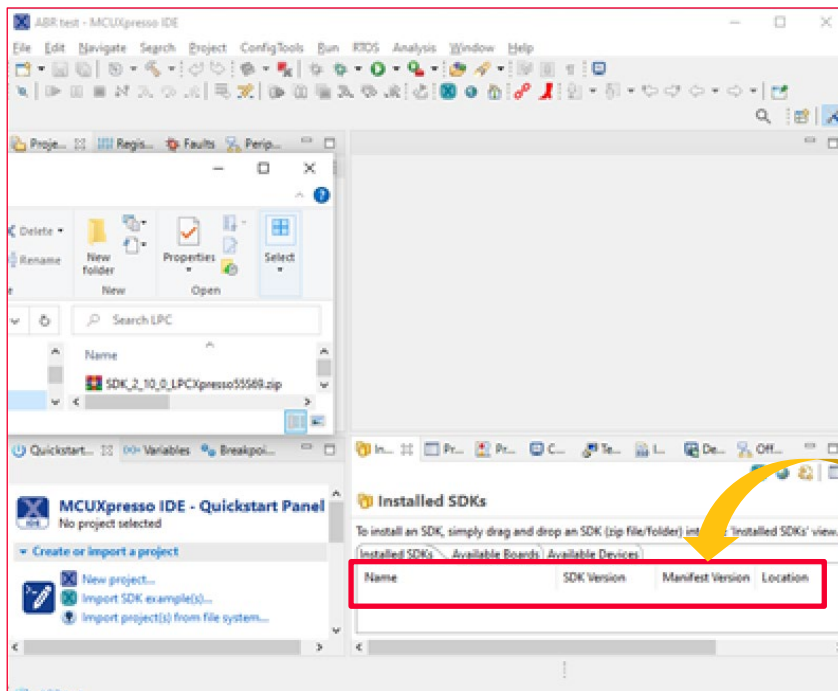 ABR test - MCUXpresso IDE
File Edit Navigate Search Project ConfigTools Run RTOS Analysis Window Help
Proje... Regis... Faults Perip...
Delete
Rename
New folder
Properties
Select
New
Open
Search LPC
Name
SDK_2_10_0_LPCXpresso55S69.zip
Quickstart... (x)= Variables Breakpoi...
In... Pr... Pr... C... Te... I... De... Off...
MCUXpresso IDE - Quickstart Panel
IDE
No project selected
Create or import a project
New project...
Import SDK example(s)...
Import project(s) from file system...
Installed SDKs
To install an SDK, simply drag and drop an SDK (zip file/folder) 'Installed SDKs' view.
Installed SDKs Available Boards Available Devices
Name SDK Version Manifest Version Location